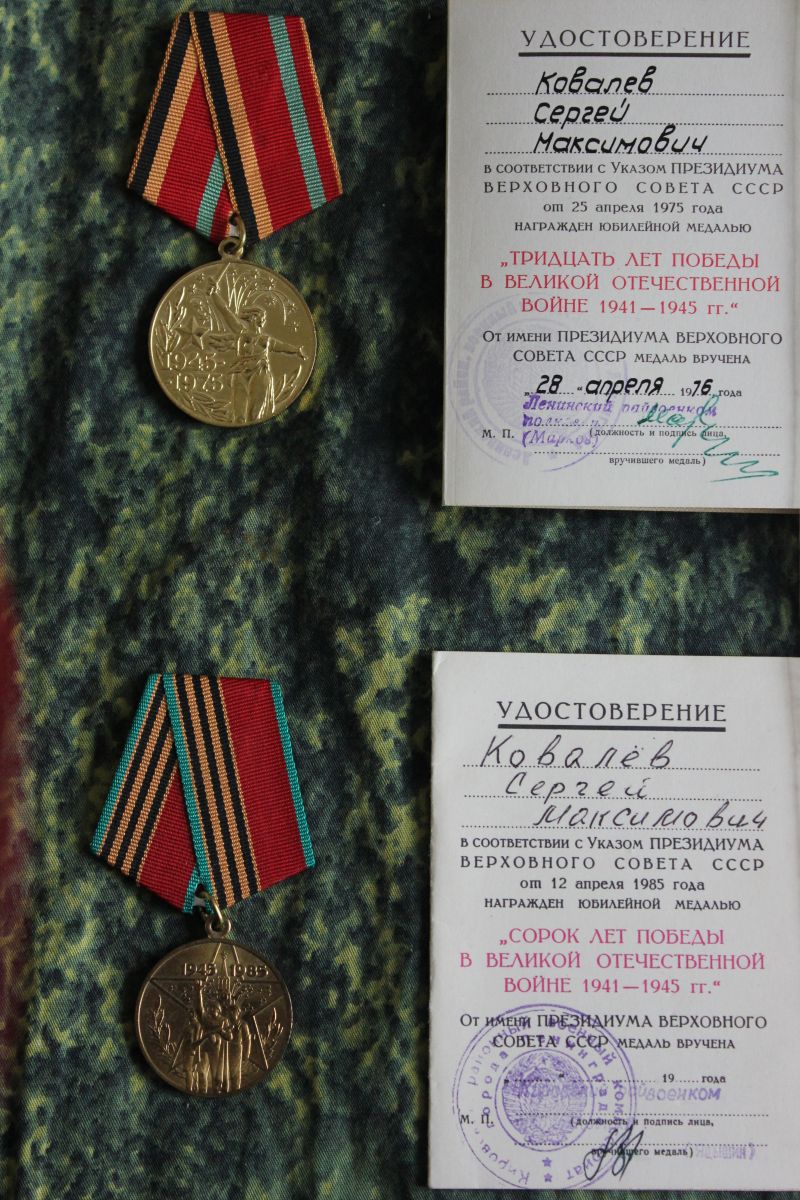 УДОСТОВЕРЕНИЕ
Ковалев
Сергей
Максимович
В СООТВЕТСТВИИ С УКАЗОМ ПРЕЗИДИУМА
ВЕРХОВНОГО СОВЕТА СССР
от 25 апреля 1975 года
НАГРАЖДЕН ЮБИЛЕЙНОЙ МЕДАЛЬЮ
„ТРИДЦАТЬ ЛЕТ ПОБЕДЫ
В ВЕЛИКОЙ ОТЕЧЕСТВЕННОЙ
ВОЙНЕ 1941—1945 гг.“
От имени ПРЕЗИДИУМА ВЕРХОВНОГО
СОВЕТА СССР МЕДАЛЬ ВРУЧЕНА
„28“ апреля 1976 года
Ленинский райвоенком
М. П. (Марков) (должность и подпись лица,
вручившего медаль)
1945-
-1975
УДОСТОВЕРЕНИЕ
Ковалёв
Сергей
Максимович
В СООТВЕТСТВИИ С УКАЗОМ ПРЕЗИДИУМА
ВЕРХОВНОГО СОВЕТА СССР
от 12 апреля 1985 года
НАГРАЖДЕН ЮБИЛЕЙНОЙ МЕДАЛЬЮ
„СОРОК ЛЕТ ПОБЕДЫ
В ВЕЛИКОЙ ОТЕЧЕСТВЕННОЙ
ВОЙНЕ 1941—1945 гг.“
От имени ПРЕЗИДИУМА ВЕРХОВНОГО
СОВЕТА СССР МЕДАЛЬ ВРУЧЕНА
„ “ 19 года
райвоенком
М. П. (должность и подпись лица,
вручившего медаль)
1945 1985